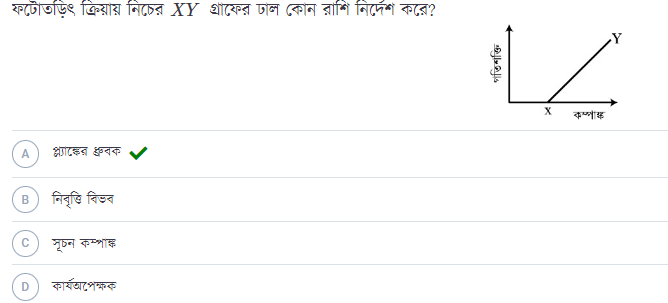 ফটোতড়িৎ ক্রিয়ায় নিচের XY গ্রাফের ঢাল কোন রাশি নির্দেশ করে?
গতিশক্তি
Y
X
কম্পাঙ্ক
A প্ল্যাঙ্কের ধ্রুবক
B নিবৃত্তি বিভব
C সূচন কম্পাঙ্ক
D কার্যঅপেক্ষক